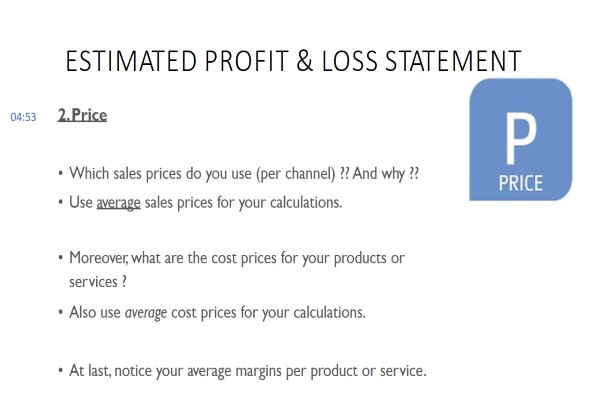 ESTIMATED PROFIT & LOSS STATEMENT
04:53
2.Price
P
PRICE
• Which sales prices do you use (per channel) ?? And why ??
• Use average sales prices for your calculations.
• Moreover, what are the cost prices for your products or
services ?
• Also use average cost prices for your calculations.
• At last, notice your average margins per product or service.